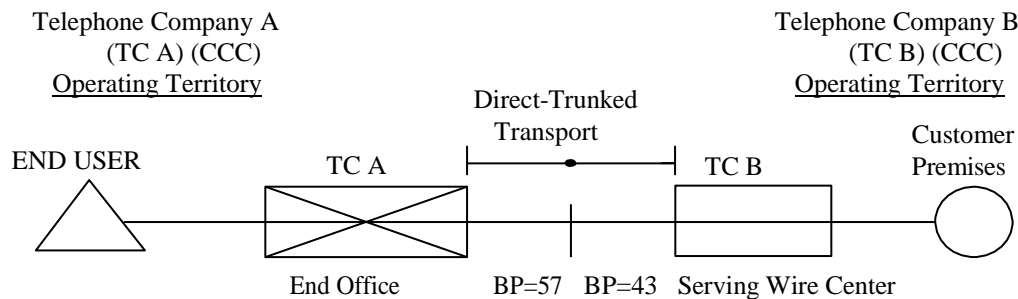 Telephone Company A
(TC A) (CCC)
Operating Territory
Telephone Company B
(TC B) (CCC)
Operating Territory
Direct-Trunked
Transport
Customer
Premises
END USER
TC A
TC B
End Office
BP=57
BP=43
Serving Wire Center